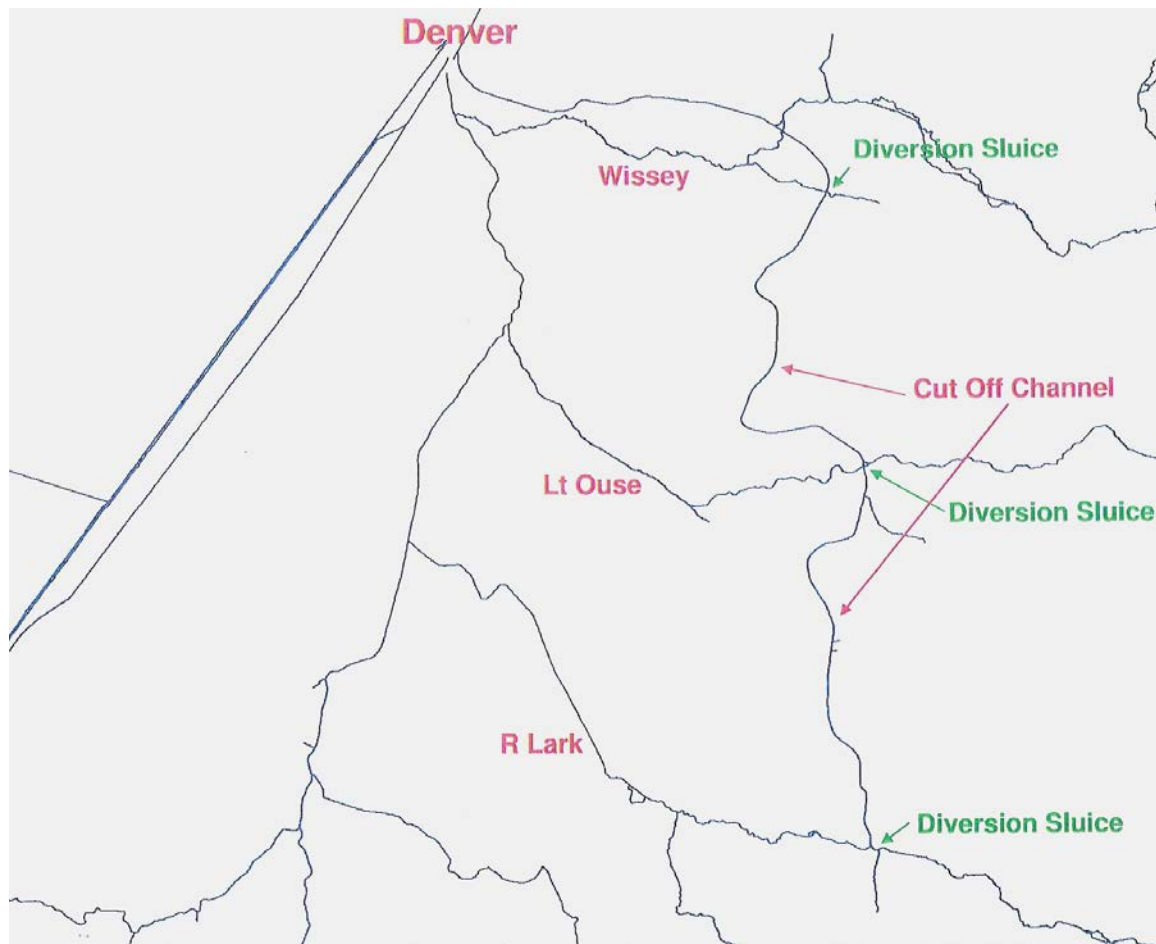 Denver
Diversion Sluice
Wissey
Cut Off Channel
Lt Ouse
Diversion Sluice
R Lark
Diversion Sluice